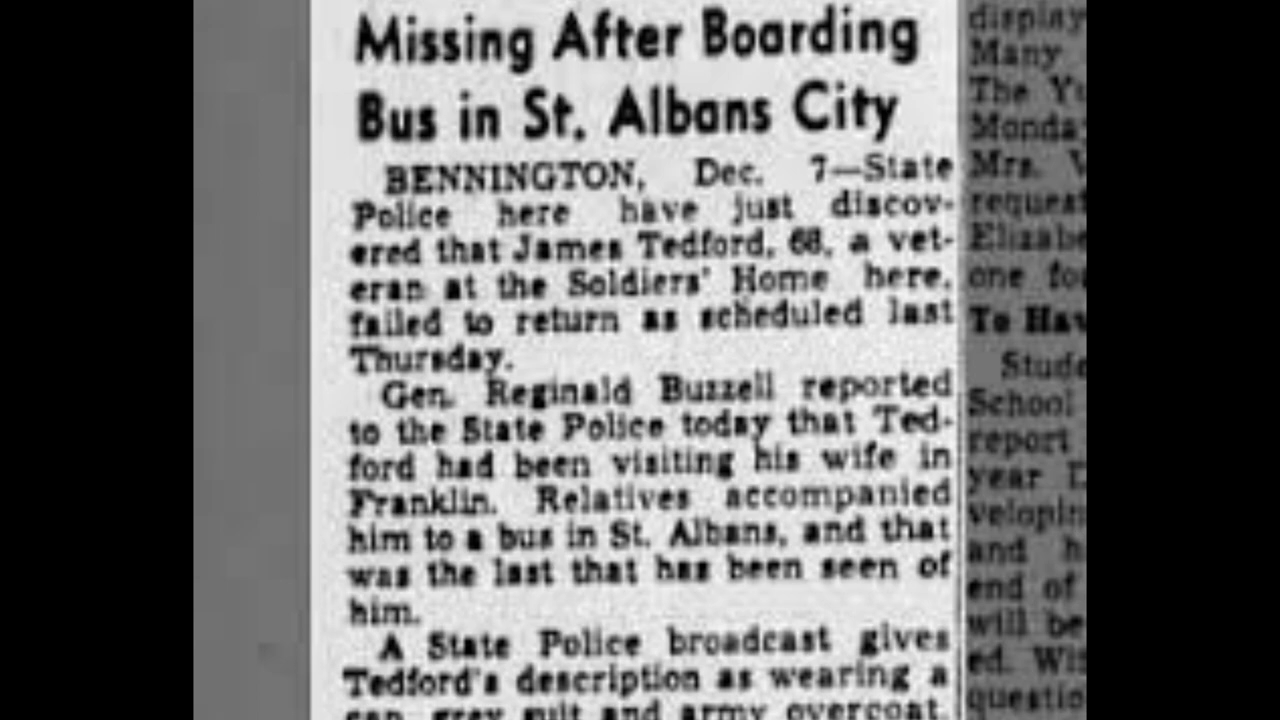 Missing After Boarding
Bus in St. Albans City
BENNINGTON, Dec. 7—State
Police here have just discov-
ered that James Tedford, 68, a vet-
eran at the Soldiers' Home here,
failed to return as scheduled last
Thursday.
Gen. Reginald Buzzell reported
to the State Police today that Ted-
ford had been visiting his wife in
Franklin. Relatives accompanied
him to a bus in St. Albans, and that
was the last that has been seen of
him.
A State Police broadcast gives
Tedford's description as wearing a
cap, grey suit and army overcoat.
display
Many
The
Monday
Mrs.
request
Elizabe
one fo
To Hav
Stude
School
report
year
velopin
and h
end of
will be
ed. Wi
questio